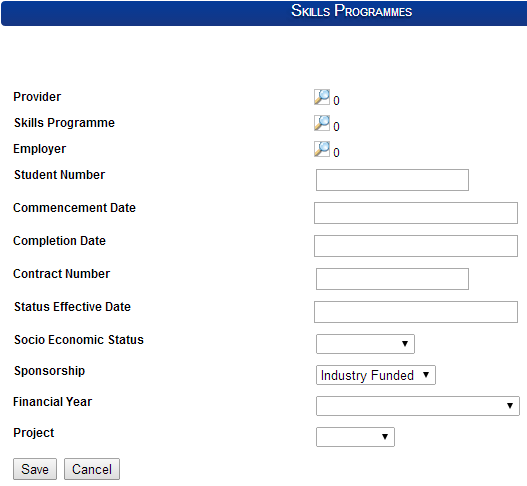 Skills Programmes
Provider 0
Skills Programme 0
Employer 0
Student Number
Commencement Date
Completion Date
Contract Number
Status Effective Date
Socio Economic Status
Sponsorship Industry Funded
Financial Year
Project
Save Cancel